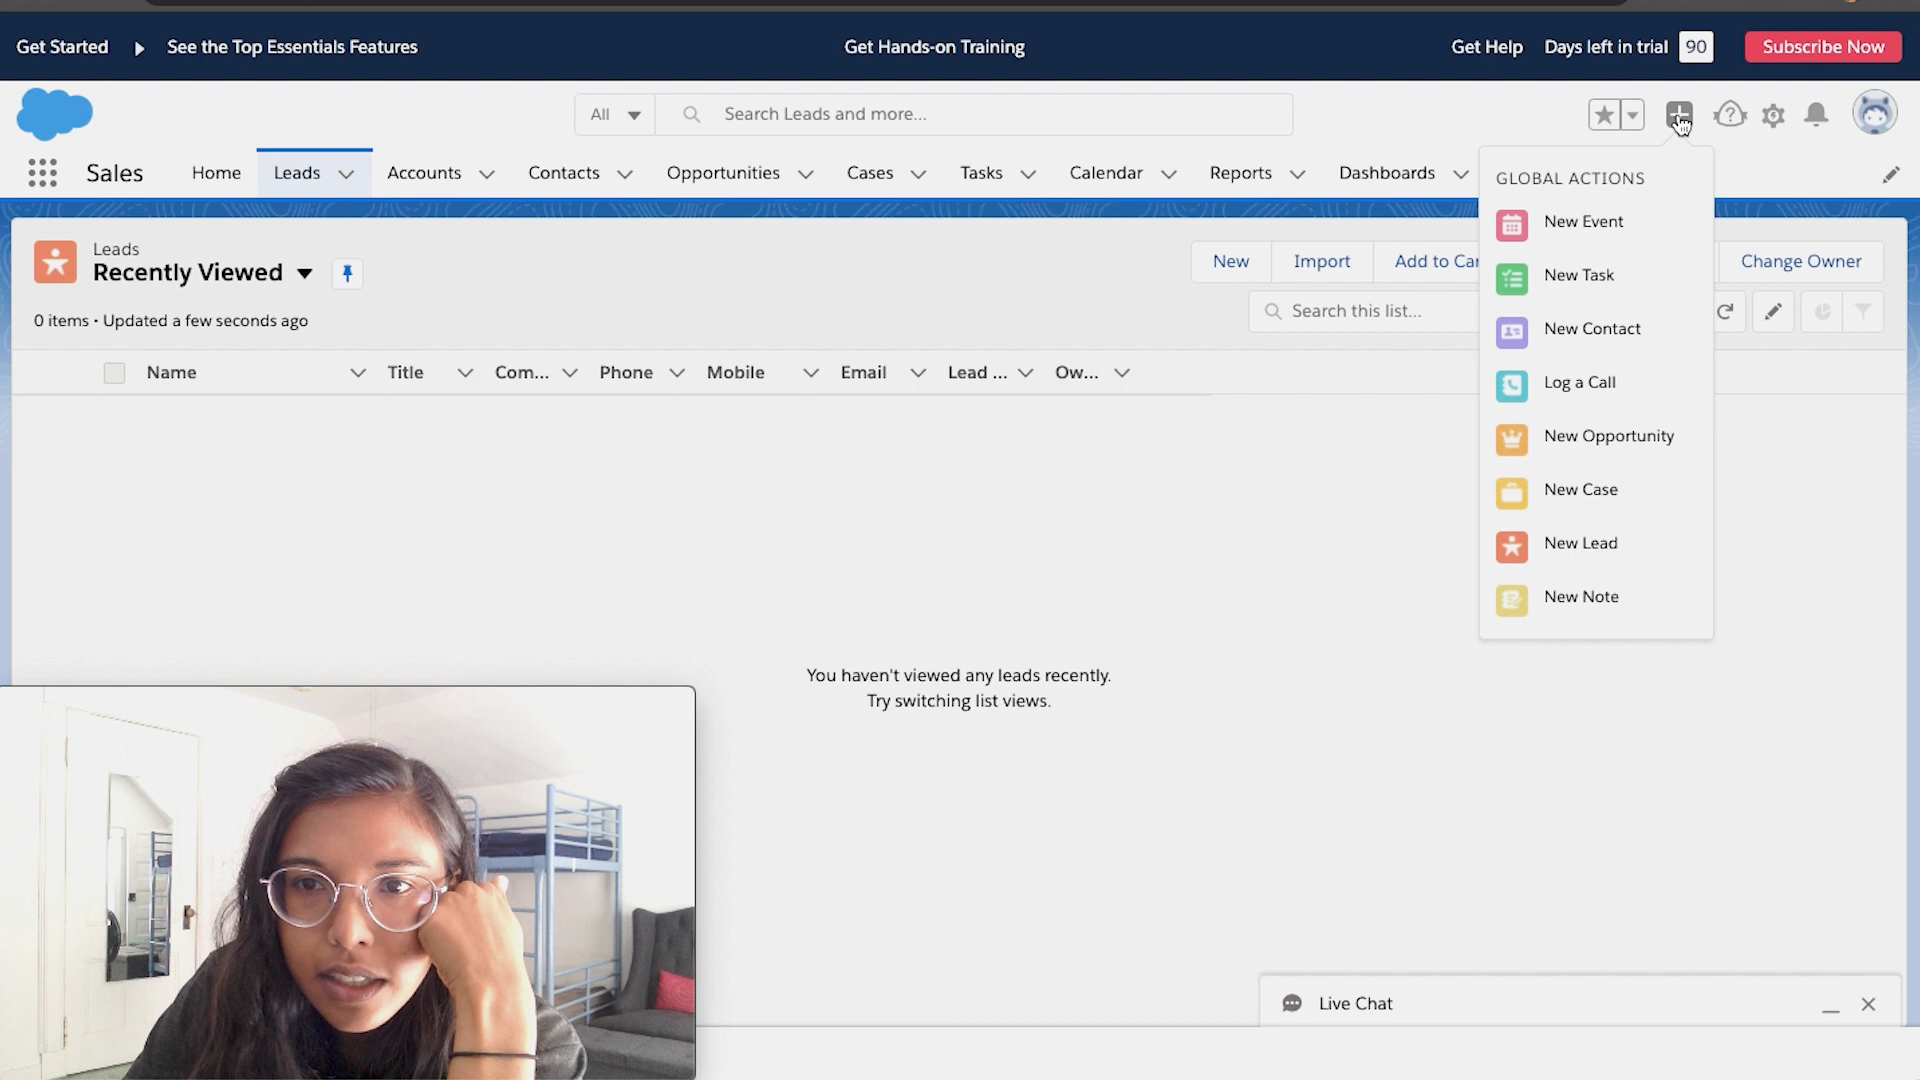 Get Started
See the Top Essentials Features
Get Hands-on Training
Get Help
Days left in trial
90
Subscribe Now
All
Search Leads and more...
Sales
Home
Leads
Accounts
Contacts
Opportunities
Cases
Tasks
Calendar
Reports
Dashboards
GLOBAL ACTIONS
New Event
New Task
New Contact
Log a Call
New Opportunity
New Case
New Lead
New Note
Leads
Recently Viewed
New
Import
Add to Car
Change Owner
0 items • Updated a few seconds ago
Search this list...
Name
Title
Com...
Phone
Mobile
Email
Lead ...
Ow...
You haven't viewed any leads recently.
Try switching list views.
Live Chat